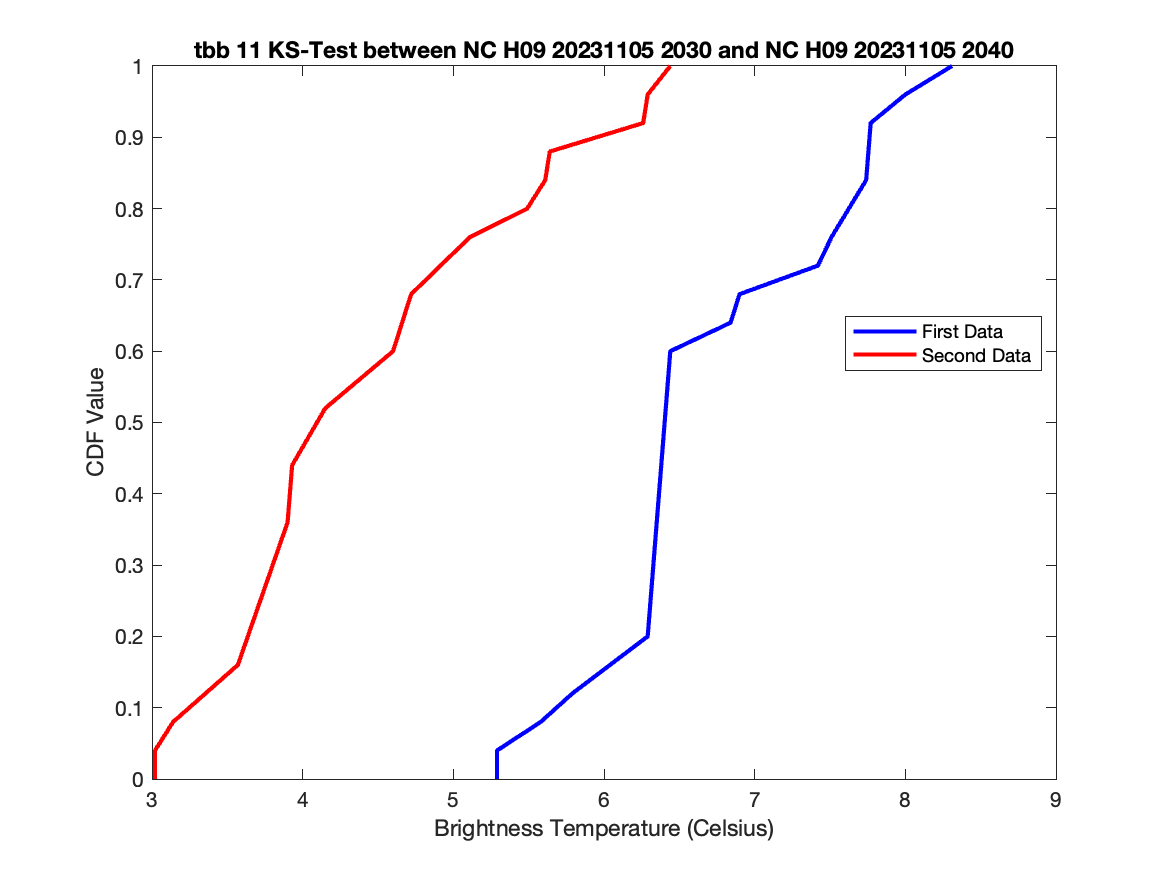 tbb 11 KS-Test between NC H09 20231105 2030 and NC H09 20231105 2040
1
0.9
0.8
0.7
0.6
0.5
0.4
0.3
0.2
0.1
0
CDF Value
First Data
Second Data
3 4 5 6 7 8 9
Brightness Temperature (Celsius)